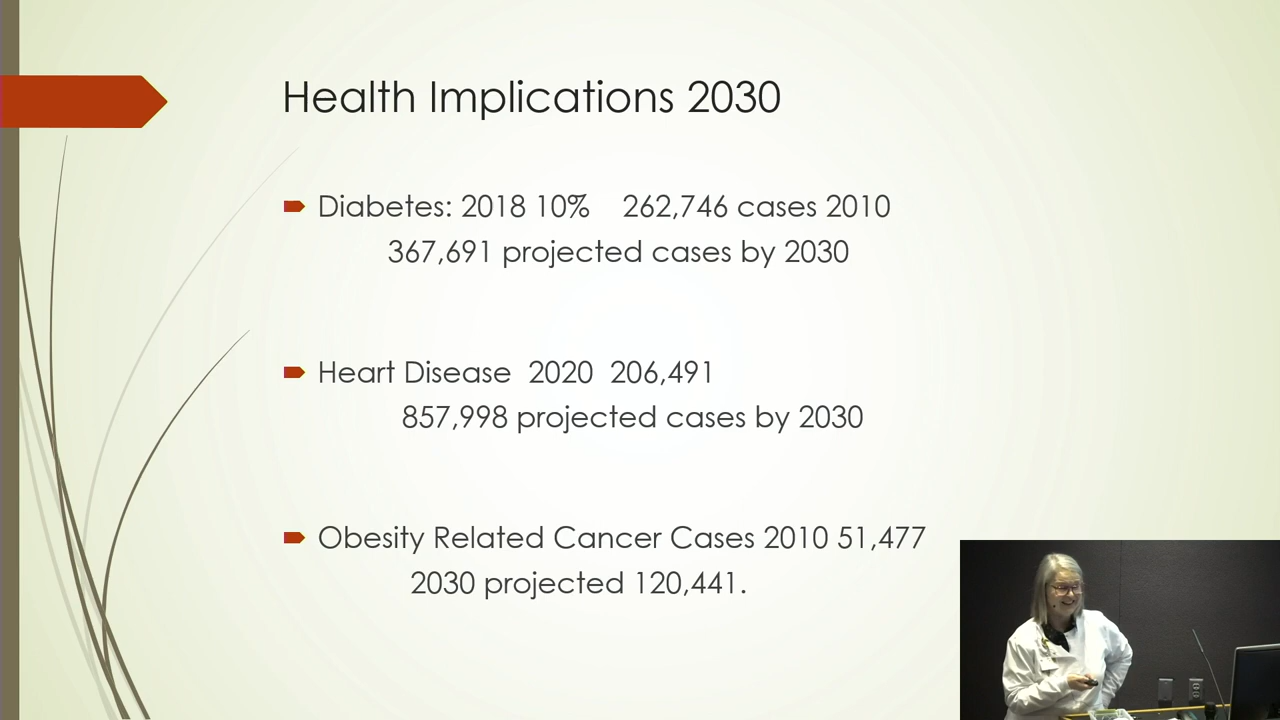 Health Implications 2030
Diabetes: 2018 10% 262,746 cases 2010
367,691 projected cases by 2030
Heart Disease 2020 206,491
857,998 projected cases by 2030
Obesity Related Cancer Cases 2010 51,477
2030 projected 120,441.